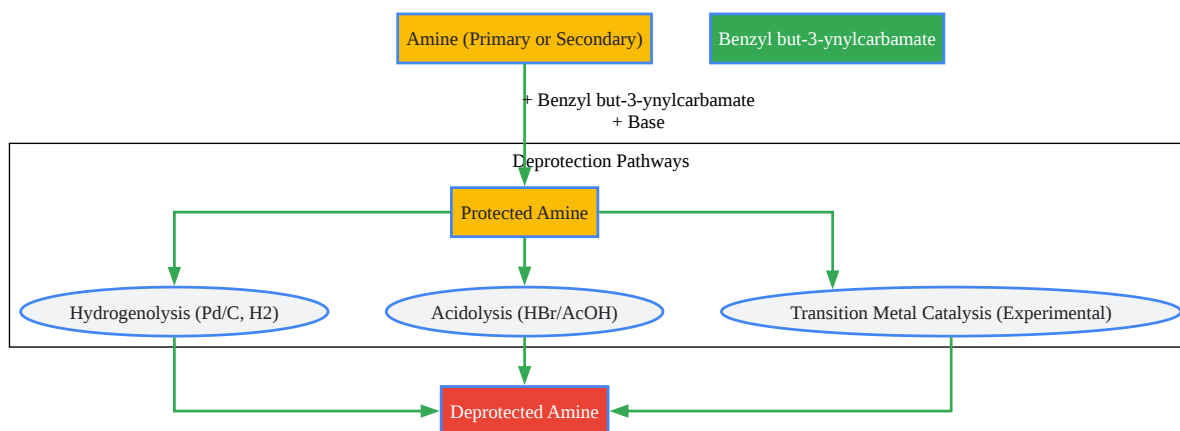 Amine (Primary or Secondary)
Benzyl but-3-ynylcarbamate
+ Benzyl but-3-ynylcarbamate
+ Base
Deprotection Pathways
Protected Amine
Hydrogenolysis (Pd/C, H2)
Acidolysis (HBr/AcOH)
Transition Metal Catalysis (Experimental)
Deprotected Amine